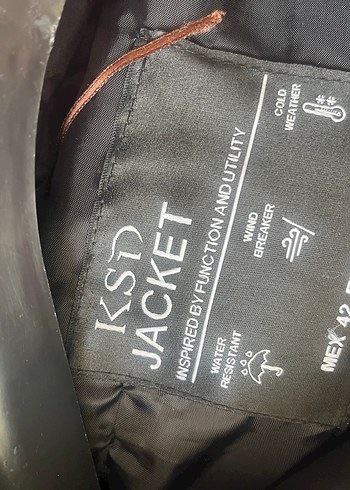 KSD
JACKET
INSPIRED BY FUNCTION AND UTILITY
WATER
RESISTANT
WIND
BREAKER
COLD
WEATHER
MEX 42